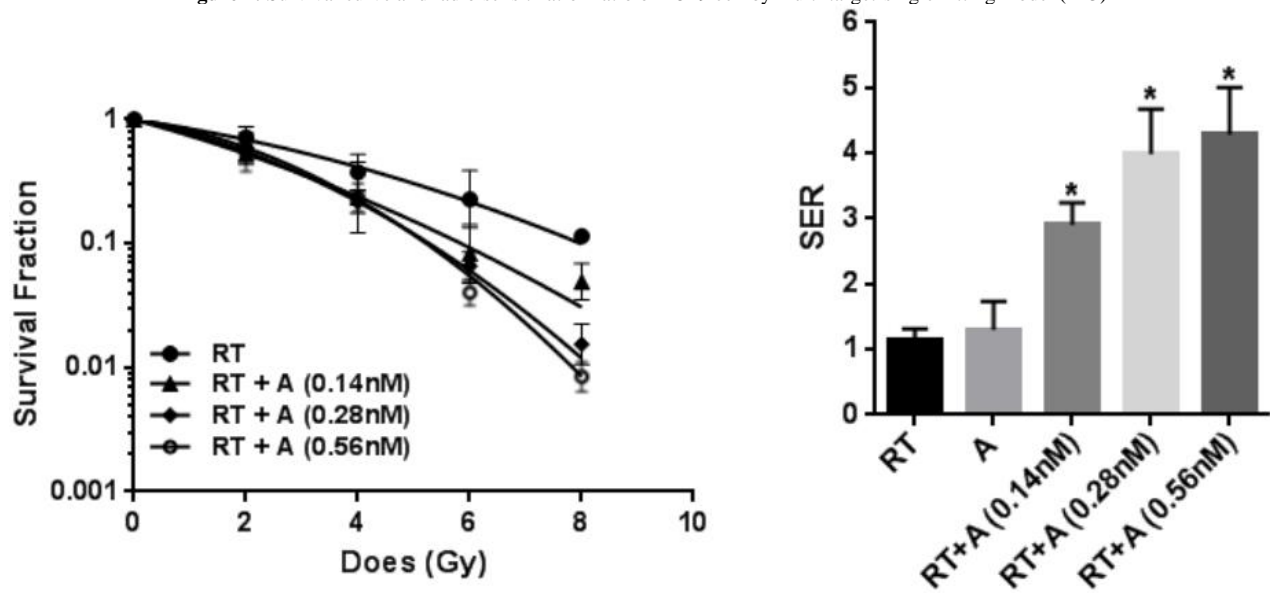 1
0.1
0.01
0.001
Survival Fraction
RT
RT + A (0.14nM)
RT + A (0.28nM)
RT + A (0.56nM)
0 2 4 6 8 10
Does (Gy)
6
5
4
3
2
1
0
SER
* * *
RT
A
RT+A (0.14nM)
RT+A (0.28nM)
RT+A (0.56nM)